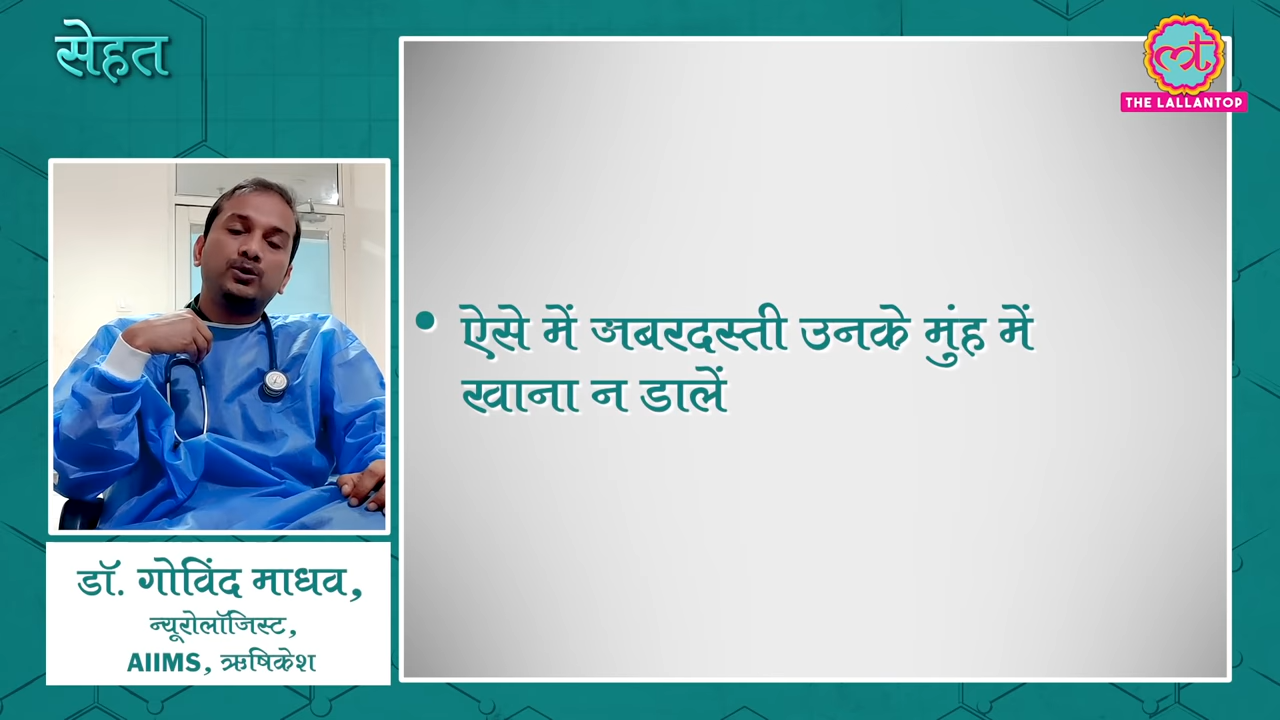 सेहत
THE LALLANTOP
• ऐसे में जबरदस्ती उनके मुंह में
खाना न डालें
डॉ. गोविंद माधव,
न्यूरोलॉजिस्ट,
AIIMS, ऋषिकेश